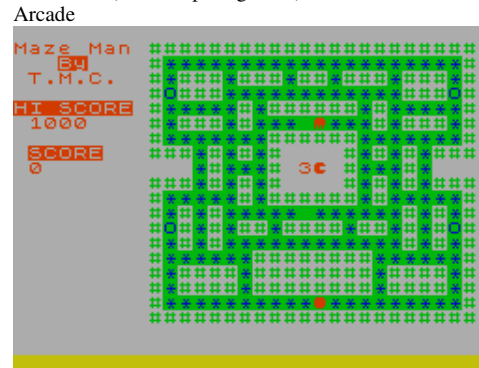 Arcade
Maze Man
By
T.M.C.
HI SCORE
1000
SCORE
0
3